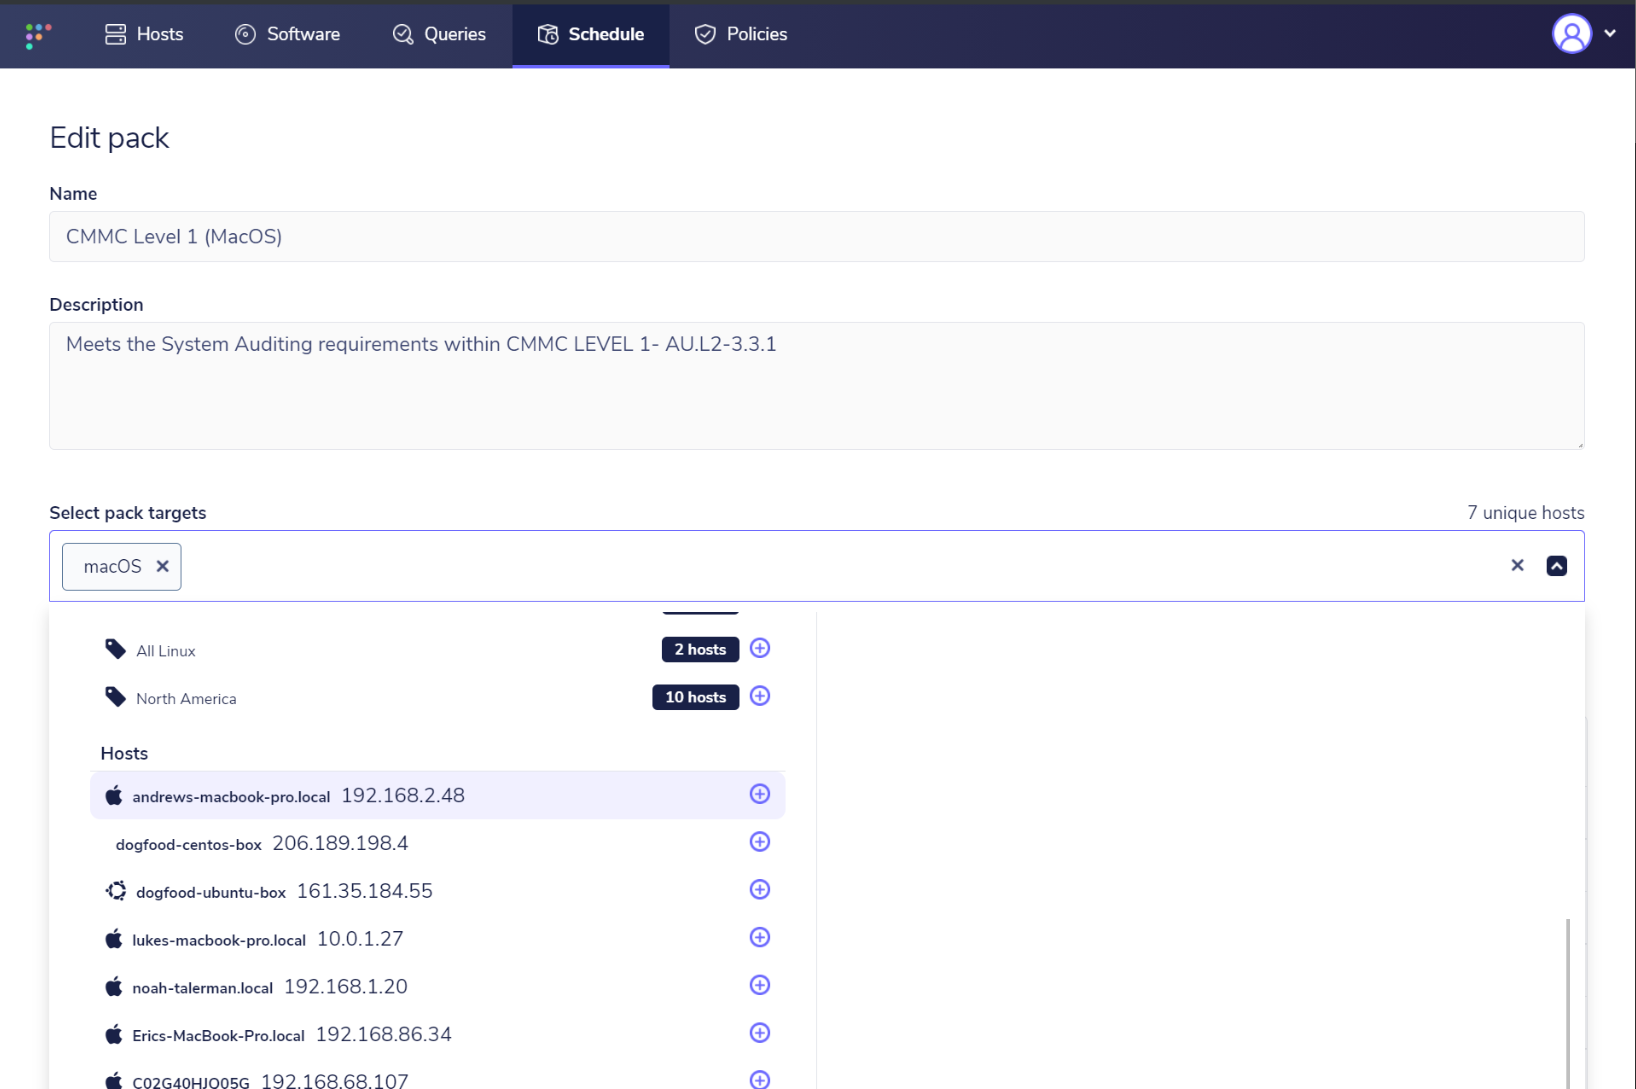 Hosts
Software
Queries
Schedule
Policies
Edit pack
Name
CMMC Level 1 (MacOS)
Description
Meets the System Auditing requirements within CMMC LEVEL 1- AU.L2-3.3.1
Select pack targets
7 unique hosts
macOS
All Linux
2 hosts
North America
10 hosts
Hosts
andrews-macbook-pro.local 192.168.2.48
dogfood-centos-box 206.189.198.4
dogfood-ubuntu-box 161.35.184.55
lukes-macbook-pro.local 10.0.1.27
noah-talerman.local 192.168.1.20
Erics-MacBook-Pro.local 192.168.86.34
C02G40HJQ05G 192.168.68.107